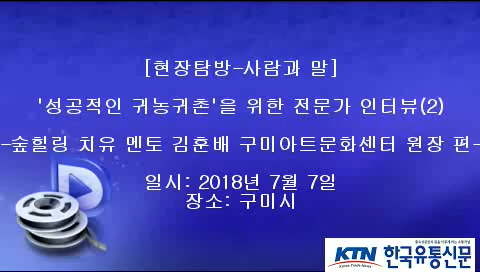 [현장탐방-사람과 말]
'성공적인 귀농귀촌'을 위한 전문가 인터뷰(2)
-숲힐링 치유 멘토 김훈배 구미아트문화센터 원장 편-
일시: 2018년 7월 7일
장소: 구미시
KTN 한국유통신문
Korea Trade News